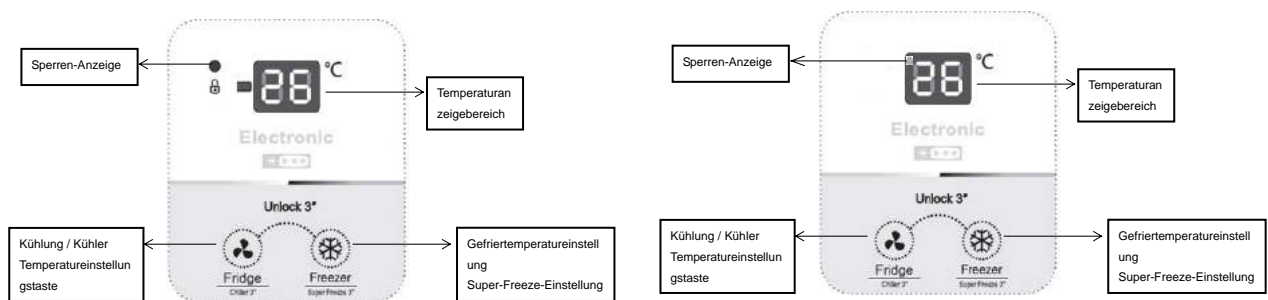 Sperren-Anzeige
26 °C
Temperaturan
zeigebereich
Electronic
Unlock 3"
Kühlung / Kühler
Temperatureinstellun
gstaste
Fridge
Chiller 3"
Freezer
Super Freeze 3"
Gefriertemperatureinstell
ung
Super-Freeze-Einstellung
Sperren-Anzeige
26 °C
Temperaturan
zeigebereich
Electronic
Unlock 3"
Kühlung / Kühler
Temperatureinstellun
gstaste
Fridge
Chiller 3"
Freezer
Super Freeze 3"
Gefriertemperatureinstell
ung
Super-Freeze-Einstellung